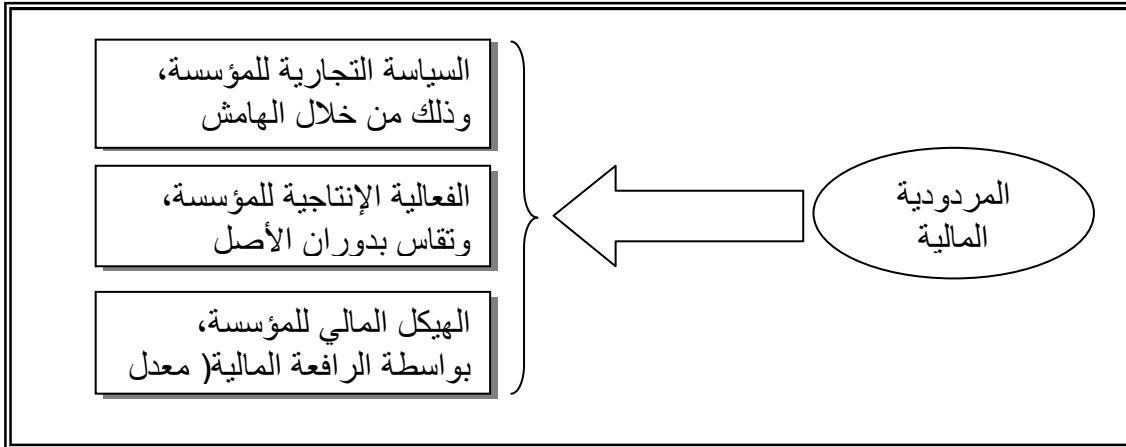 المردودية
المالية
السياسة التجارية للمؤسسة،
وذلك من خلال الهامش
الفعالية الإنتاجية للمؤسسة،
وتقاس بدوران الأصل
الهيكل المالي للمؤسسة،
بواسطة الرافعة المالية( معدل